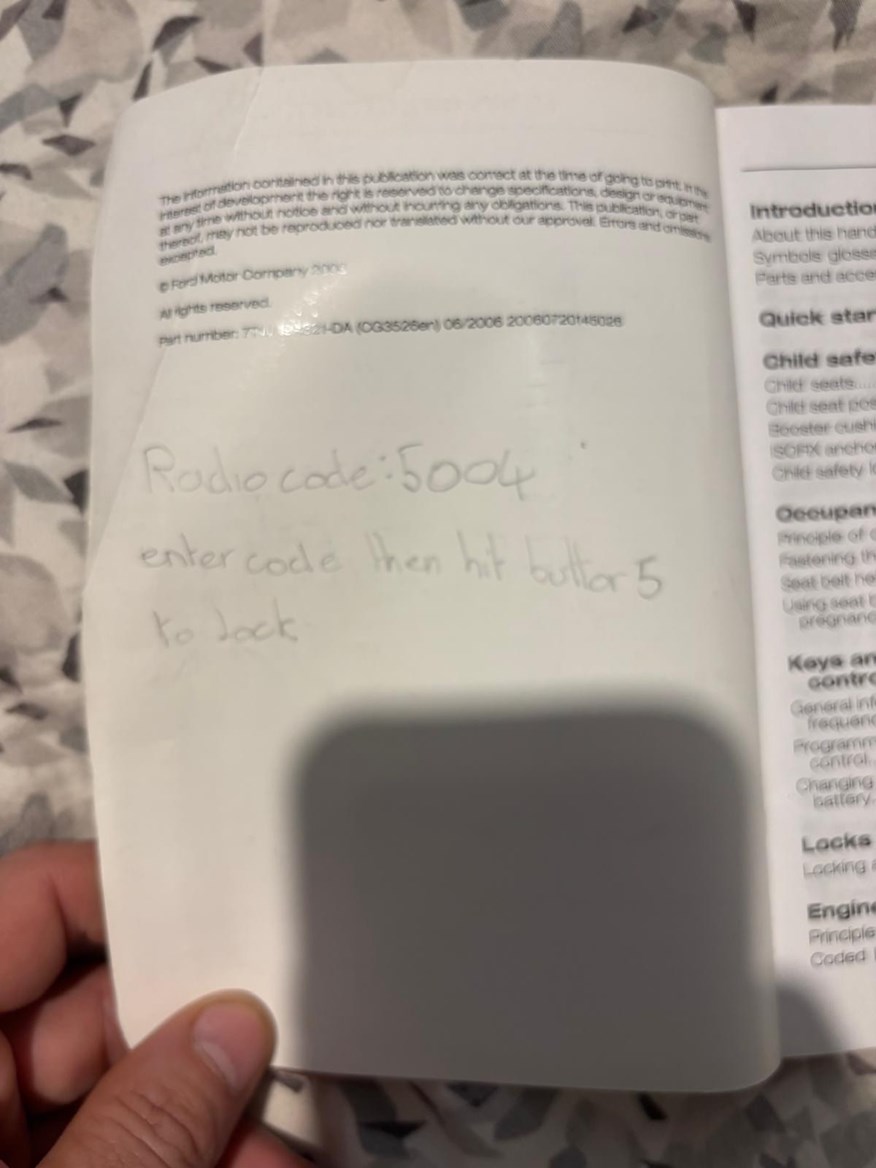 The information contained in this publication was correct at the time of going to print. In the
interest of development the right is reserved to change specifications, design or equipment
at any time without notice and without incurring any obligations. This publication, or part
thereof, may not be reproduced nor translated without our approval. Errors and omissions
excepted.
© Ford Motor Company
All rights reserved.
Part number: (CG3526en) 06/2006 20060720145026
Radio code: 5004
enter code then hit button 5
to lock
Introduction
About this hand
Symbols glossa
Parts and acce
Quick star
Child safe
Child seats....
Child seat pos
Booster cushi
ISOFIX anchor
Child safety lo
Occupan
Principle of o
Fastening th
Seat belt he
Using seat b
pregnanc
Keys an
contro
General inf
frequenc
Programm
control..
Changing
battery.
Locks
Locking a
Engine
Principle
Coded